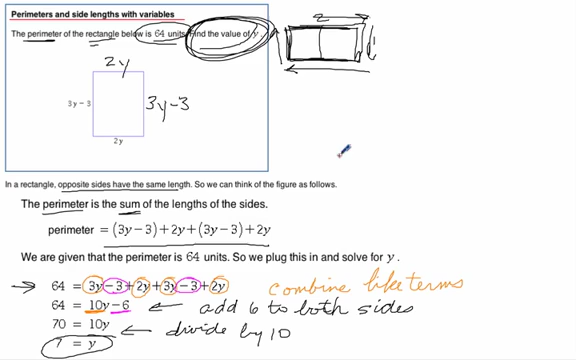 Perimeters and side lengths with variables
The perimeter of the rectangle below is 64 units. Find the value of y.
2y
3y − 3
3y−3
2y
In a rectangle, opposite sides have the same length. So we can think of the figure as follows.
The perimeter is the sum of the lengths of the sides.
perimeter = (3y − 3) + 2y + (3y − 3) + 2y
We are given that the perimeter is 64 units. So we plug this in and solve for y.
64 = 3y − 3 + 2y + 3y − 3 + 2y combine like terms
64 = 10y − 6 add 6 to both sides
70 = 10y divide by 10
7 = y